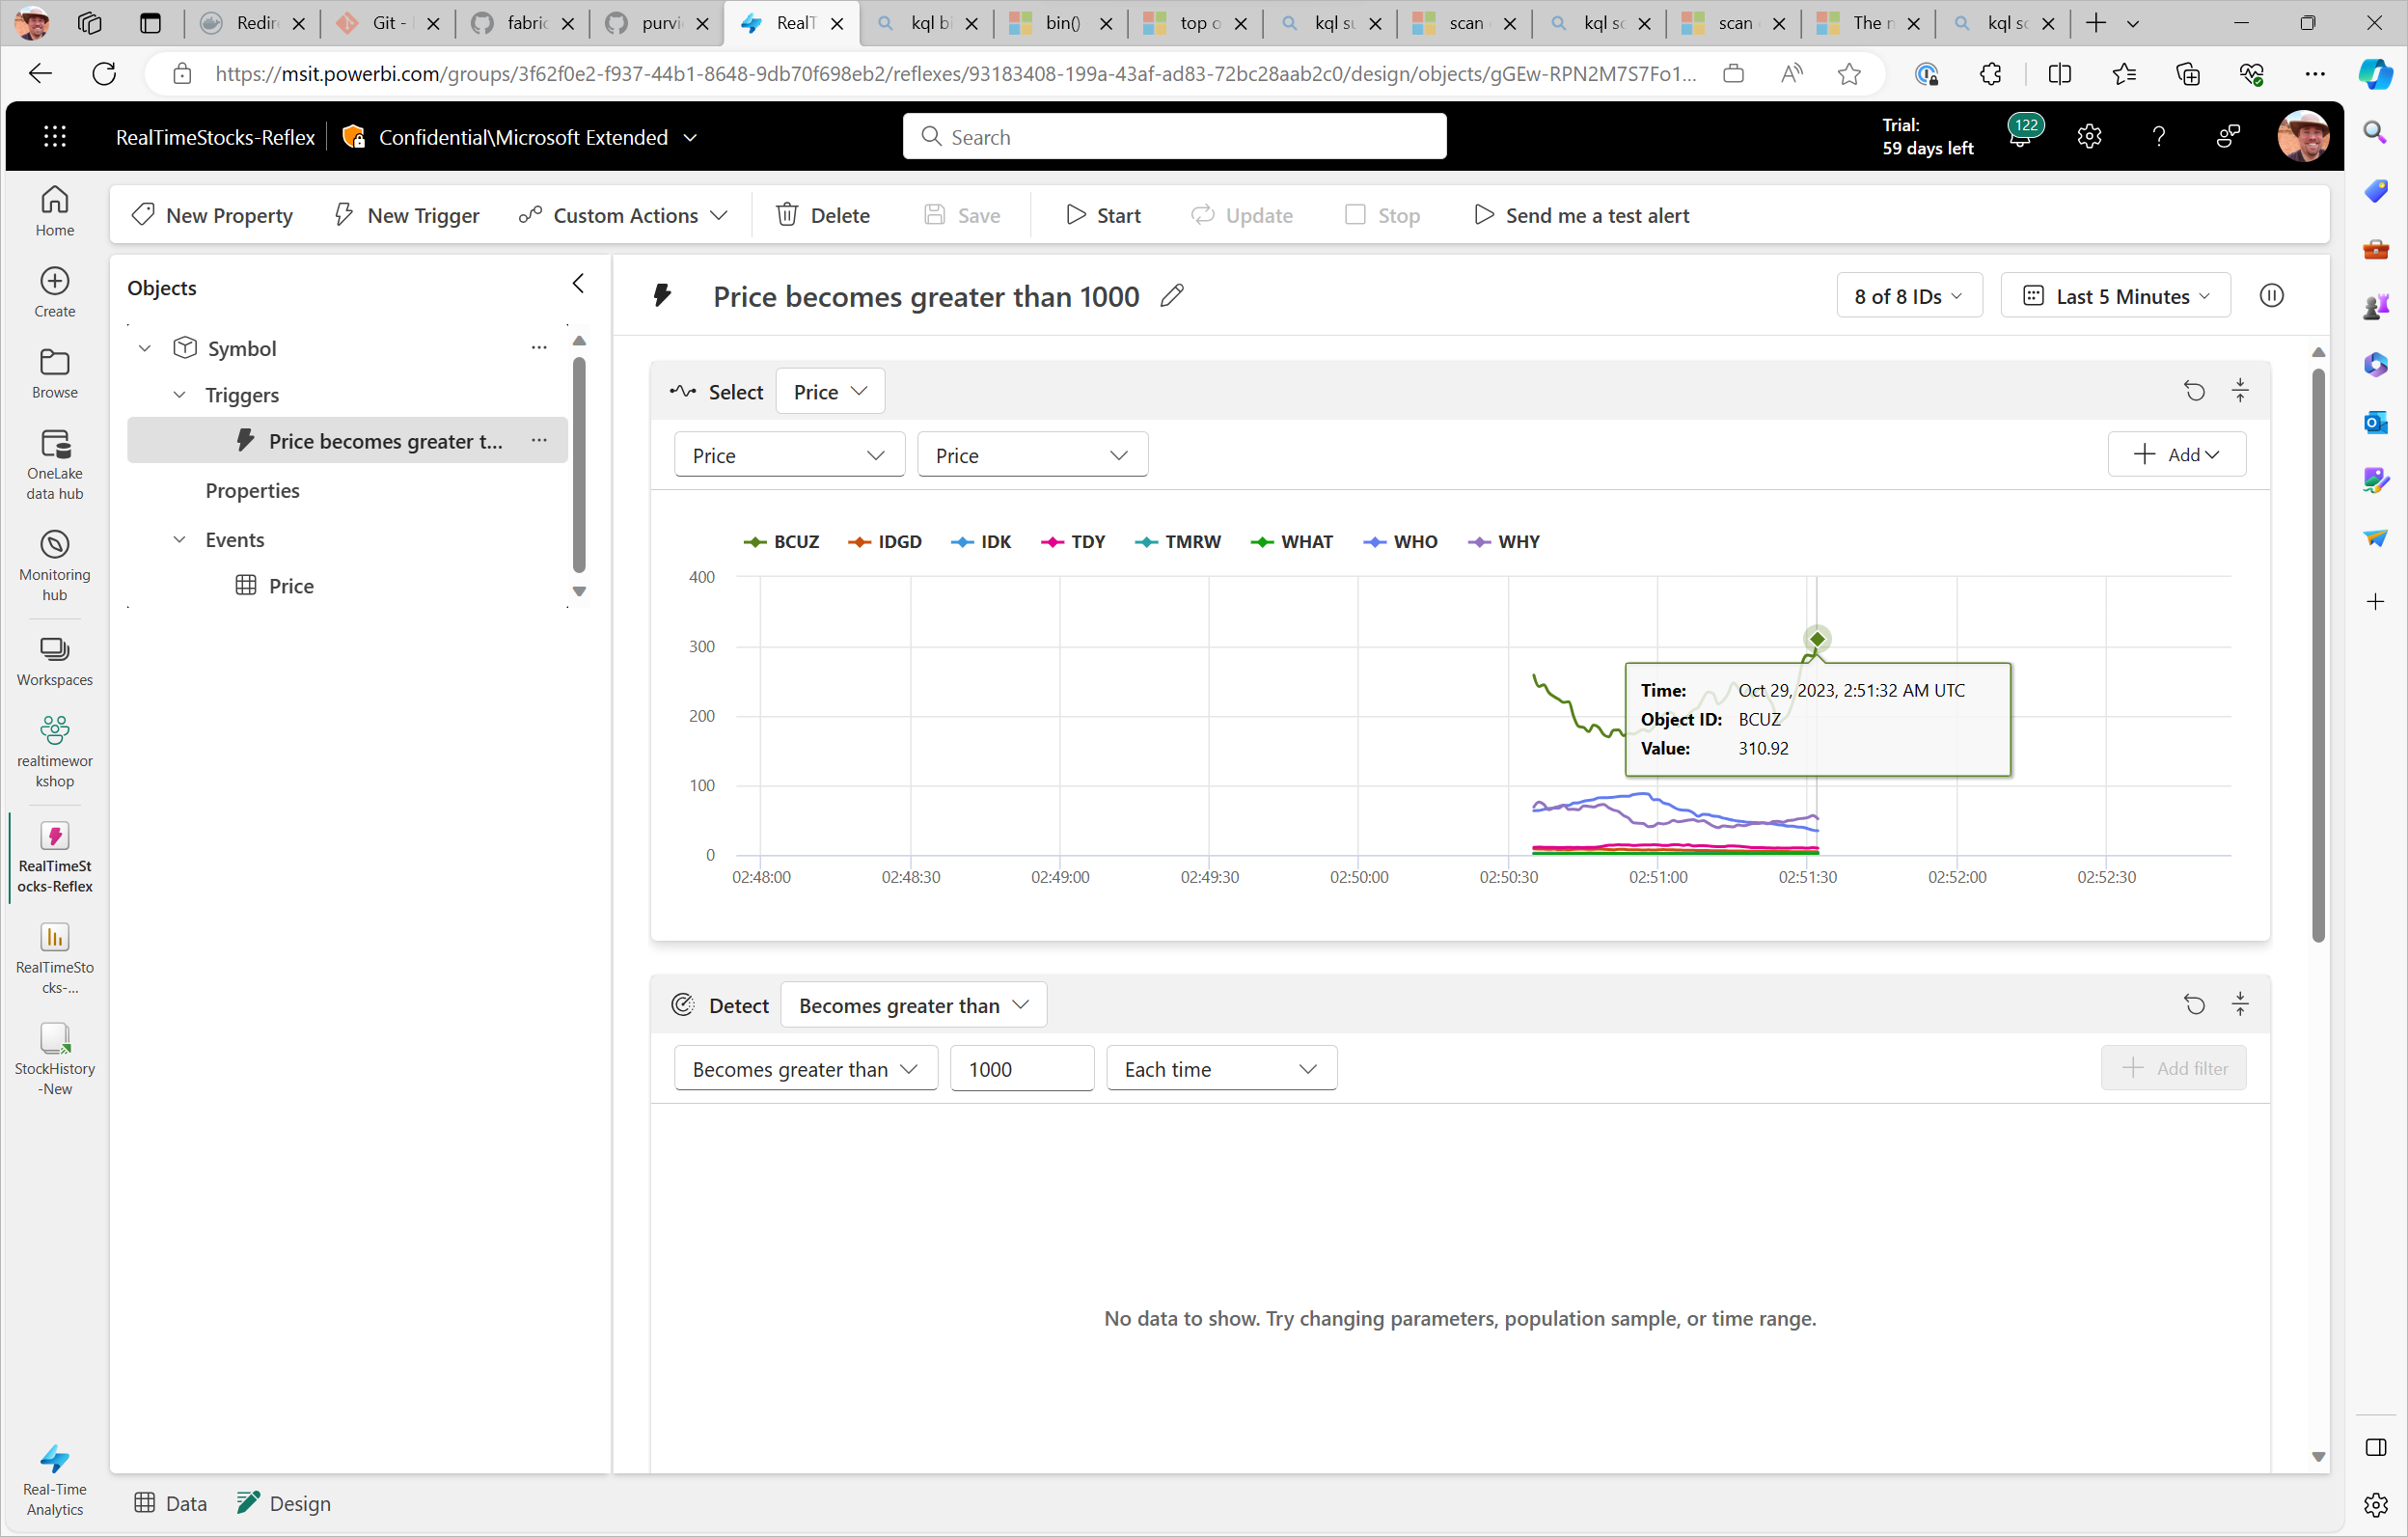 Redir
Git -
fabric
purvi
RealT
kql bi
bin()
top o
kql su
scan
kql sc
scan
The n
kql sc
https://msit.powerbi.com/groups/3f62f0e2-f937-44b1-8648-9db70f698eb2/reflexes/93183408-199a-43af-ad83-72bc28aab2c0/design/objects/gGEw-RPN2M7S7Fo1...
RealTimeStocks-Reflex
Confidential\Microsoft Extended
Search
Trial:
59 days left
122
Home
Create
Browse
OneLake
data hub
Monitoring
hub
Workspaces
realtimewor
kshop
RealTimeSt
ocks-Reflex
RealTimeSto
cks-...
StockHistory
-New
Real-Time
Analytics
New Property
New Trigger
Custom Actions
Delete
Save
Start
Update
Stop
Send me a test alert
Objects
Symbol
...
Triggers
Price becomes greater t...
...
Properties
Events
Price
Price becomes greater than 1000
8 of 8 IDs
Last 5 Minutes
Select
Price
Price
Price
Add
BCUZ
IDGD
IDK
TDY
TMRW
WHAT
WHO
WHY
400
300
200
100
0
02:48:00
02:48:30
02:49:00
02:49:30
02:50:00
02:50:30
02:51:00
02:51:30
02:52:00
02:52:30
Time: Oct 29, 2023, 2:51:32 AM UTC
Object ID: BCUZ
Value: 310.92
Detect
Becomes greater than
Becomes greater than
1000
Each time
Add filter
No data to show. Try changing parameters, population sample, or time range.
Data
Design